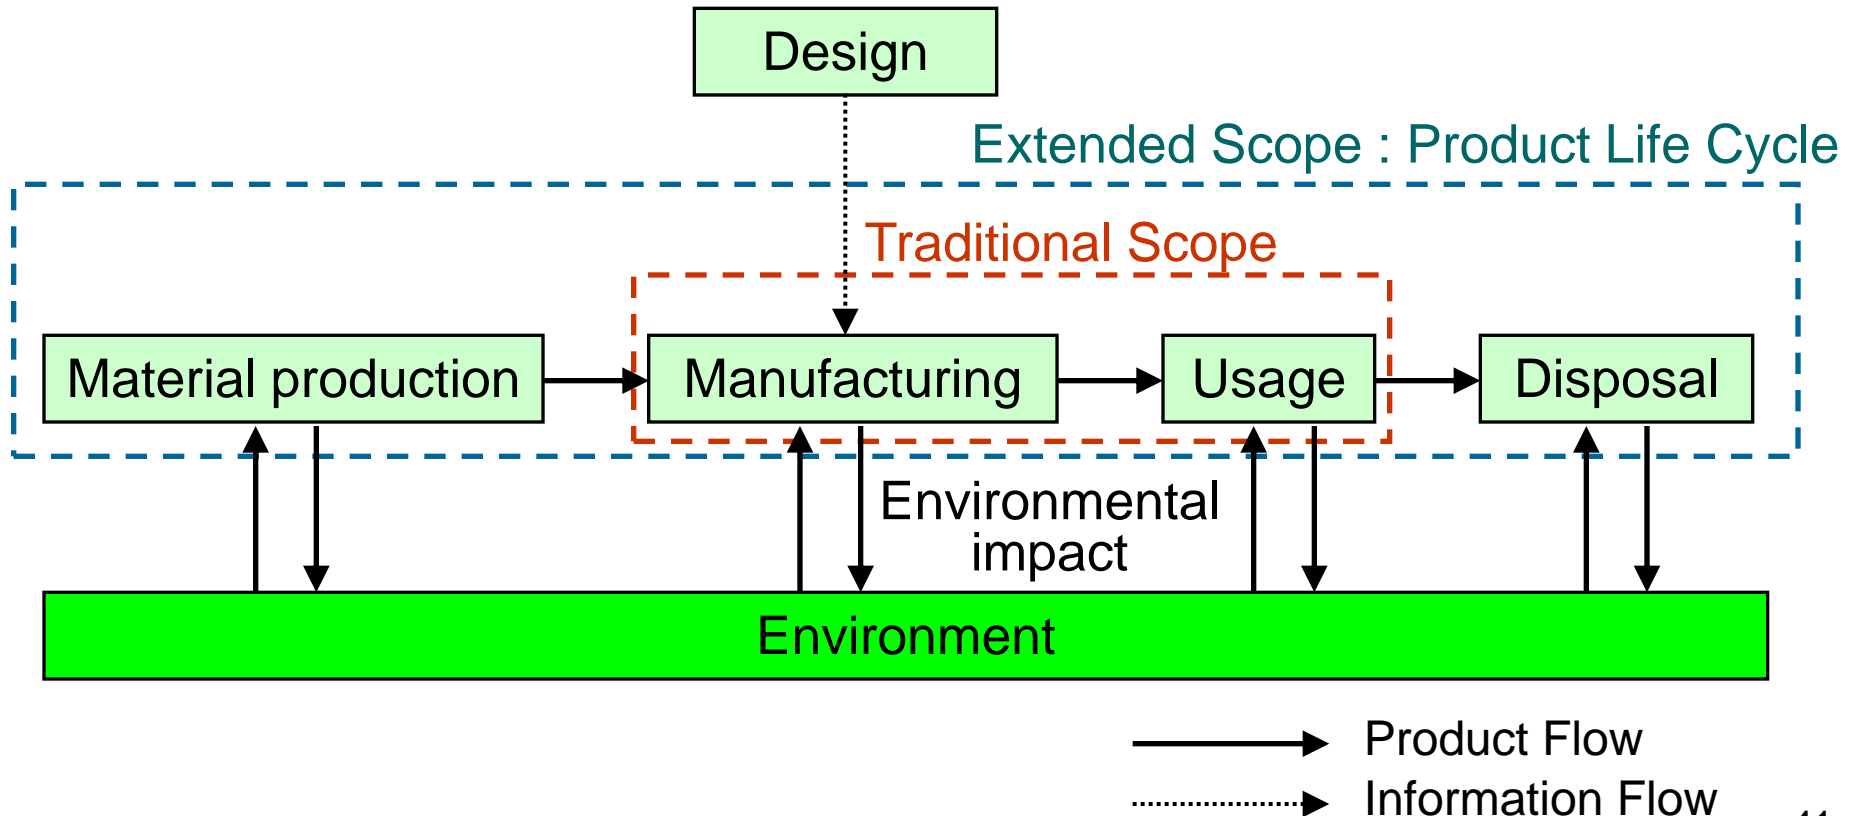 Design
Extended Scope : Product Life Cycle
Traditional Scope
Material production
Manufacturing
Usage
Disposal
Environmental
impact
Environment
Product Flow
Information Flow